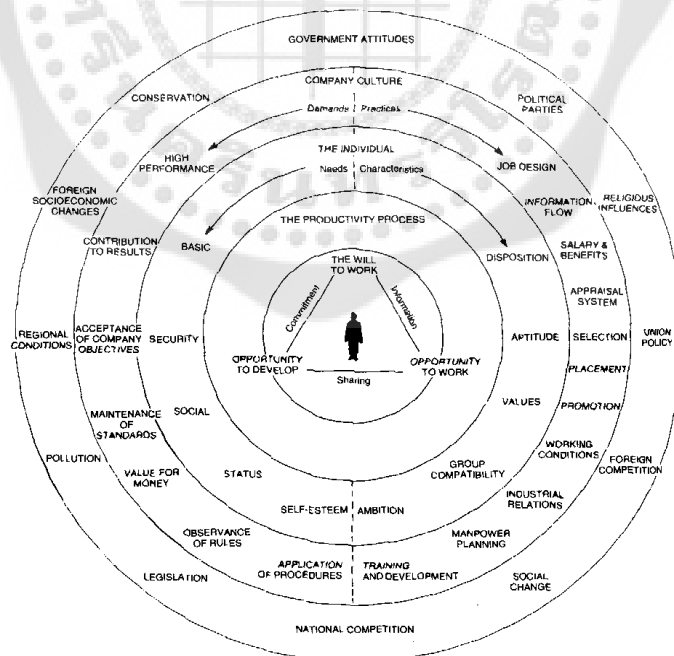 GOVERNMENT ATTITUDES
COMPANY CULTURE
CONSERVATION
POLITICAL
PARTIES
Demands
Practices
THE INDIVIDUAL
HIGH
PERFORMANCE
JOB DESIGN
Needs
Characteristics
FOREIGN
SOCIOECONOMIC
CHANGES
INFORMATION
FLOW
RELIGIOUS
INFLUENCES
THE PRODUCTIVITY PROCESS
CONTRIBUTION
TO RESULTS
BASIC
DISPOSITION
SALARY &
BENEFITS
THE WILL
TO WORK
Commitment
Information
APPRAISAL
SYSTEM
REGIONAL
CONDITIONS
ACCEPTANCE
OF COMPANY
OBJECTIVES
SECURITY
APTITUDE
SELECTION
UNION
POLICY
OPPORTUNITY
TO DEVELOP
OPPORTUNITY
TO WORK
Sharing
PLACEMENT
MAINTENANCE
OF
STANDARDS
SOCIAL
VALUES
PROMOTION
POLLUTION
VALUE FOR
MONEY
STATUS
GROUP
COMPATIBILITY
WORKING
CONDITIONS
FOREIGN
COMPETITION
SELF-ESTEEM
AMBITION
INDUSTRIAL
RELATIONS
OBSERVANCE
OF RULES
MANPOWER
PLANNING
LEGISLATION
APPLICATION
OF PROCEDURES
TRAINING
AND DEVELOPMENT
SOCIAL
CHANGE
NATIONAL COMPETITION